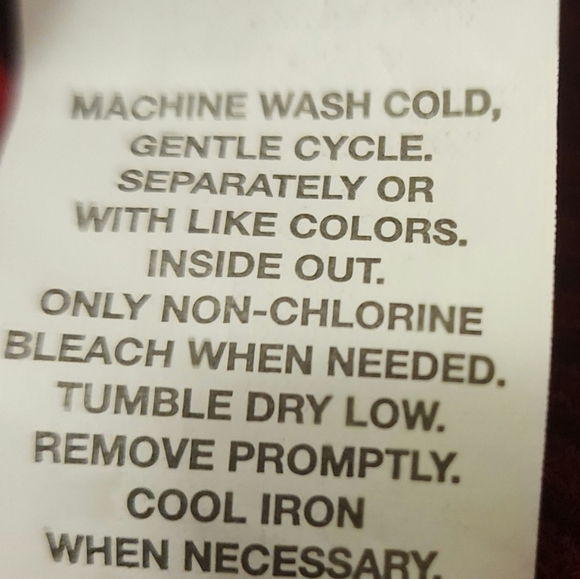 MACHINE WASH COLD,
GENTLE CYCLE.
SEPARATELY OR
WITH LIKE COLORS.
INSIDE OUT.
ONLY NON-CHLORINE
BLEACH WHEN NEEDED.
TUMBLE DRY LOW.
REMOVE PROMPTLY.
COOL IRON
WHEN NECESSARY.